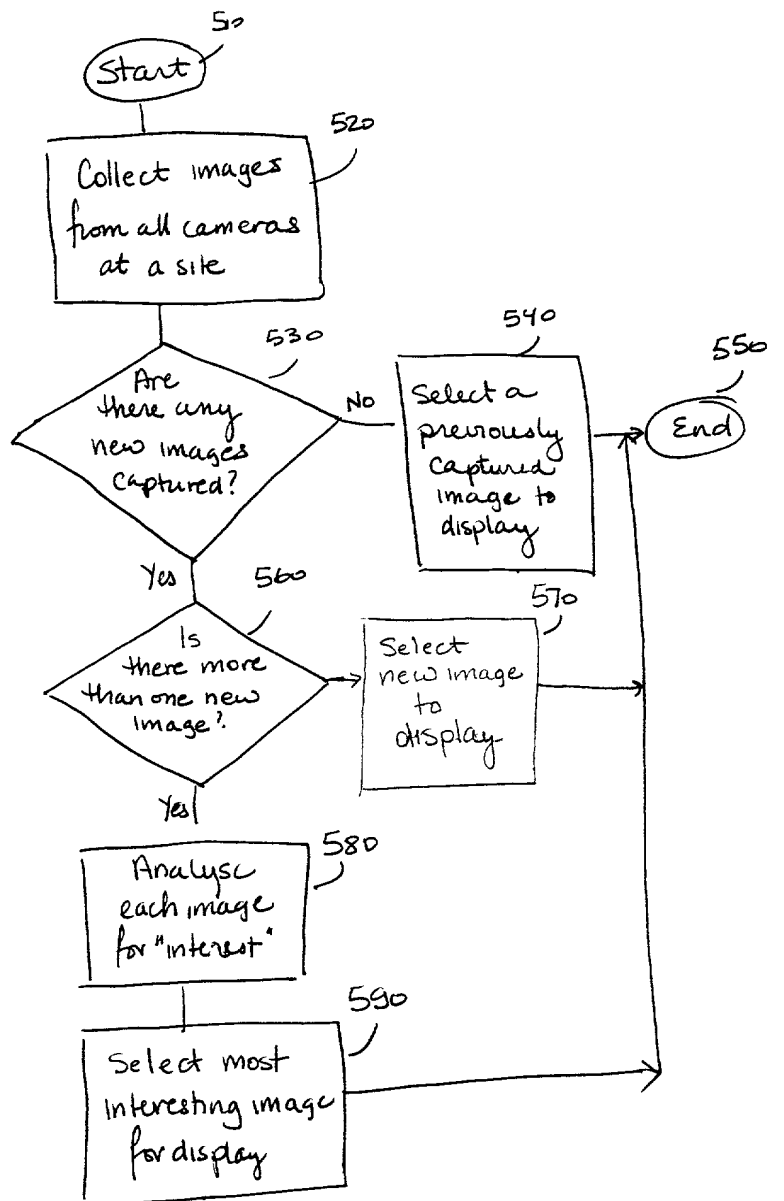 510
Start
520
Collect images
from all cameras
at a site
530
Are
there any
new images
captured?
No
540
Select a
previously
captured
image to
display
550
End
Yes
560
Is
there more
than one new
image?
570
Select
new image
to
display
Yes
580
Analyse
each image
for "interest"
590
Select most
interesting image
for display